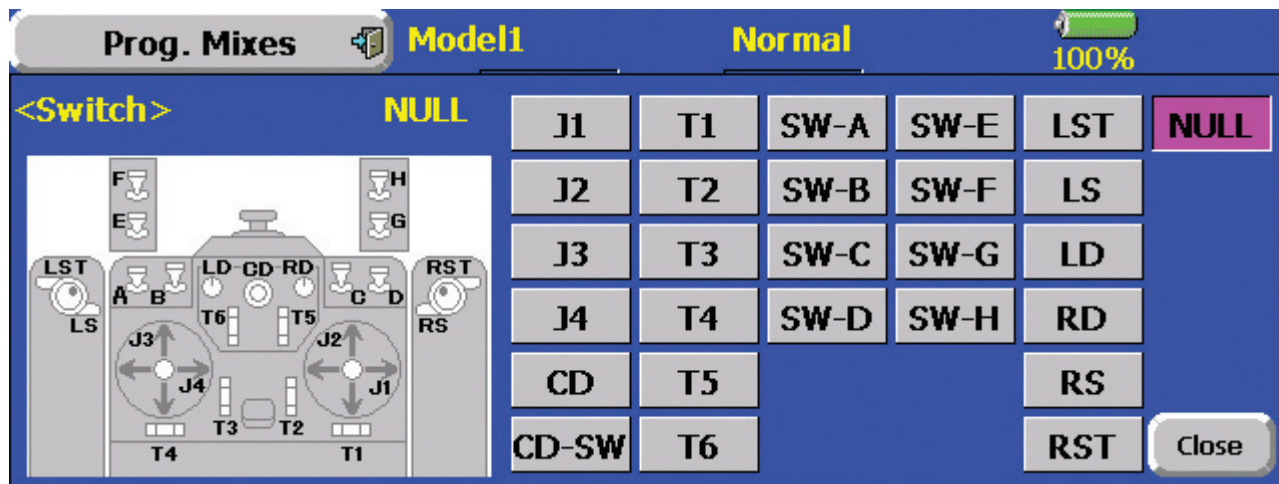 Prog. Mixes Model1 Normal 100%
<Switch> NULL
J1 T1 SW-A SW-E LST NULL
J2 T2 SW-B SW-F LS
J3 T3 SW-C SW-G LD
J4 T4 SW-D SW-H RD
CD T5 RS
CD-SW T6 RST Close
F H
E G
LST LD CD RD RST
A B C D
LS T6 T5 RS
J3 J2
J4 J1
T3 T2
T4 T1